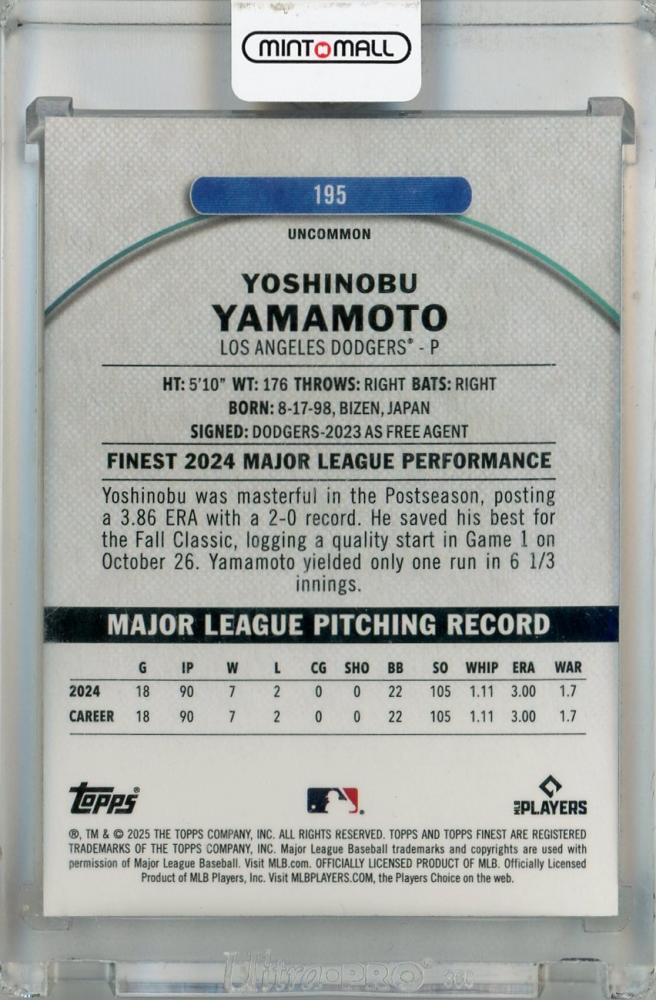 MINT MALL
195
UNCOMMON
YOSHINOBU
YAMAMOTO
LOS ANGELES DODGERS® - P
HT: 5'10" WT: 176 THROWS: RIGHT BATS: RIGHT
BORN: 8-17-98, BIZEN, JAPAN
SIGNED: DODGERS-2023 AS FREE AGENT
FINEST 2024 MAJOR LEAGUE PERFORMANCE
Yoshinobu was masterful in the Postseason, posting
a 3.86 ERA with a 2-0 record. He saved his best for
the Fall Classic, logging a quality start in Game 1 on
October 26. Yamamoto yielded only one run in 6 1/3
innings.
MAJOR LEAGUE PITCHING RECORD
G IP W L CG SHO BB SO WHIP ERA WAR
2024 18 90 7 2 0 0 22 105 1.11 3.00 1.7
CAREER 18 90 7 2 0 0 22 105 1.11 3.00 1.7
Topps®
MLB PLAYERS
®, TM & © 2025 THE TOPPS COMPANY, INC. ALL RIGHTS RESERVED. TOPPS AND TOPPS FINEST ARE REGISTERED
TRADEMARKS OF THE TOPPS COMPANY, INC. Major League Baseball trademarks and copyrights are used with
permission of Major League Baseball. Visit MLB.com. OFFICIALLY LICENSED PRODUCT OF MLB. Officially Licensed
Product of MLB Players, Inc. Visit MLBPLAYERS.COM, the Players Choice on the web.
Ultra·PRO®